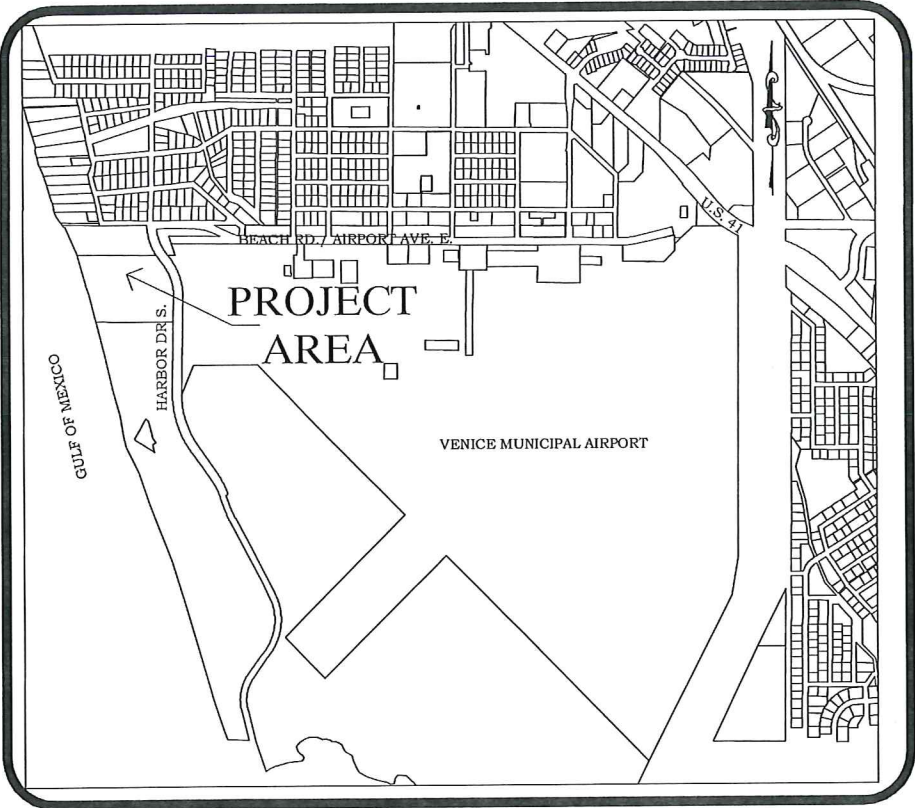 U.S. 41
BEACH RD./ AIRPORT AVE. E.
PROJECT
AREA
HARBOR DR S.
GULF OF MEXICO
VENICE MUNICIPAL AIRPORT